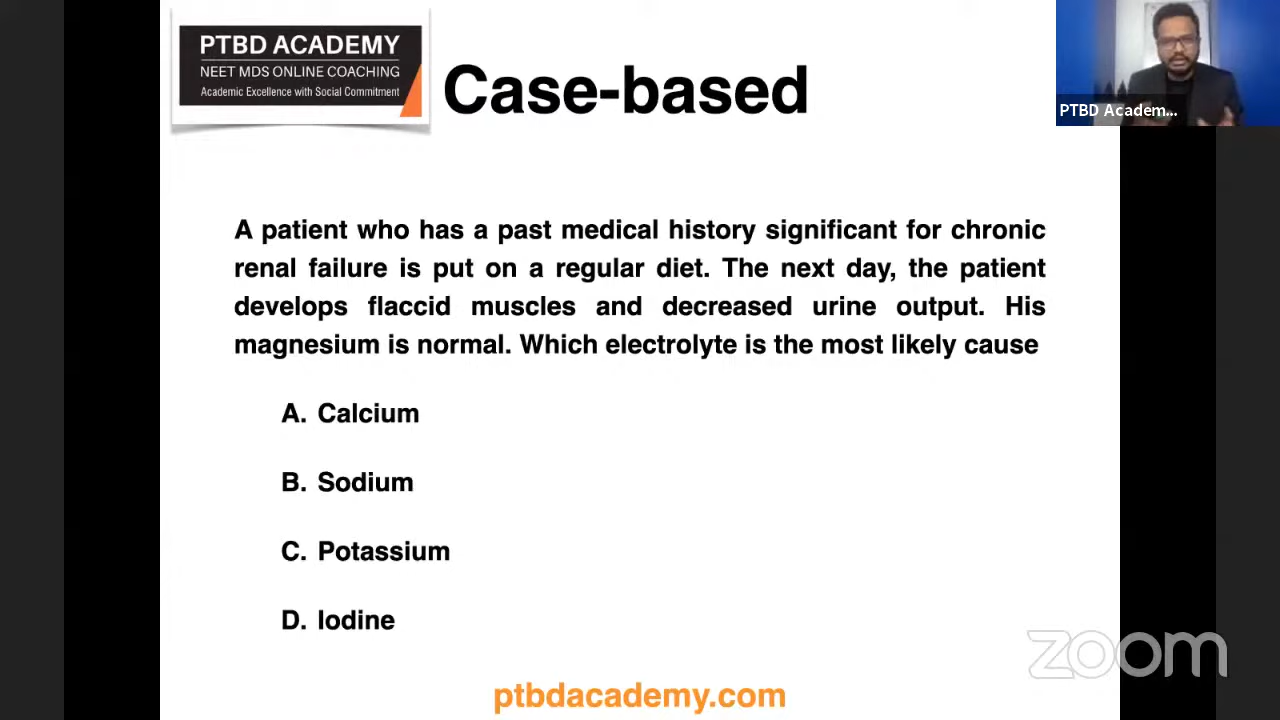 PTBD ACADEMY
NEET MDS ONLINE COACHING
Academic Excellence with Social Commitment
Case-based
PTBD Academ...
A patient who has a past medical history significant for chronic
renal failure is put on a regular diet. The next day, the patient
develops flaccid muscles and decreased urine output. His
magnesium is normal. Which electrolyte is the most likely cause
A. Calcium
B. Sodium
C. Potassium
D. Iodine
zoom
ptbdacademy.com